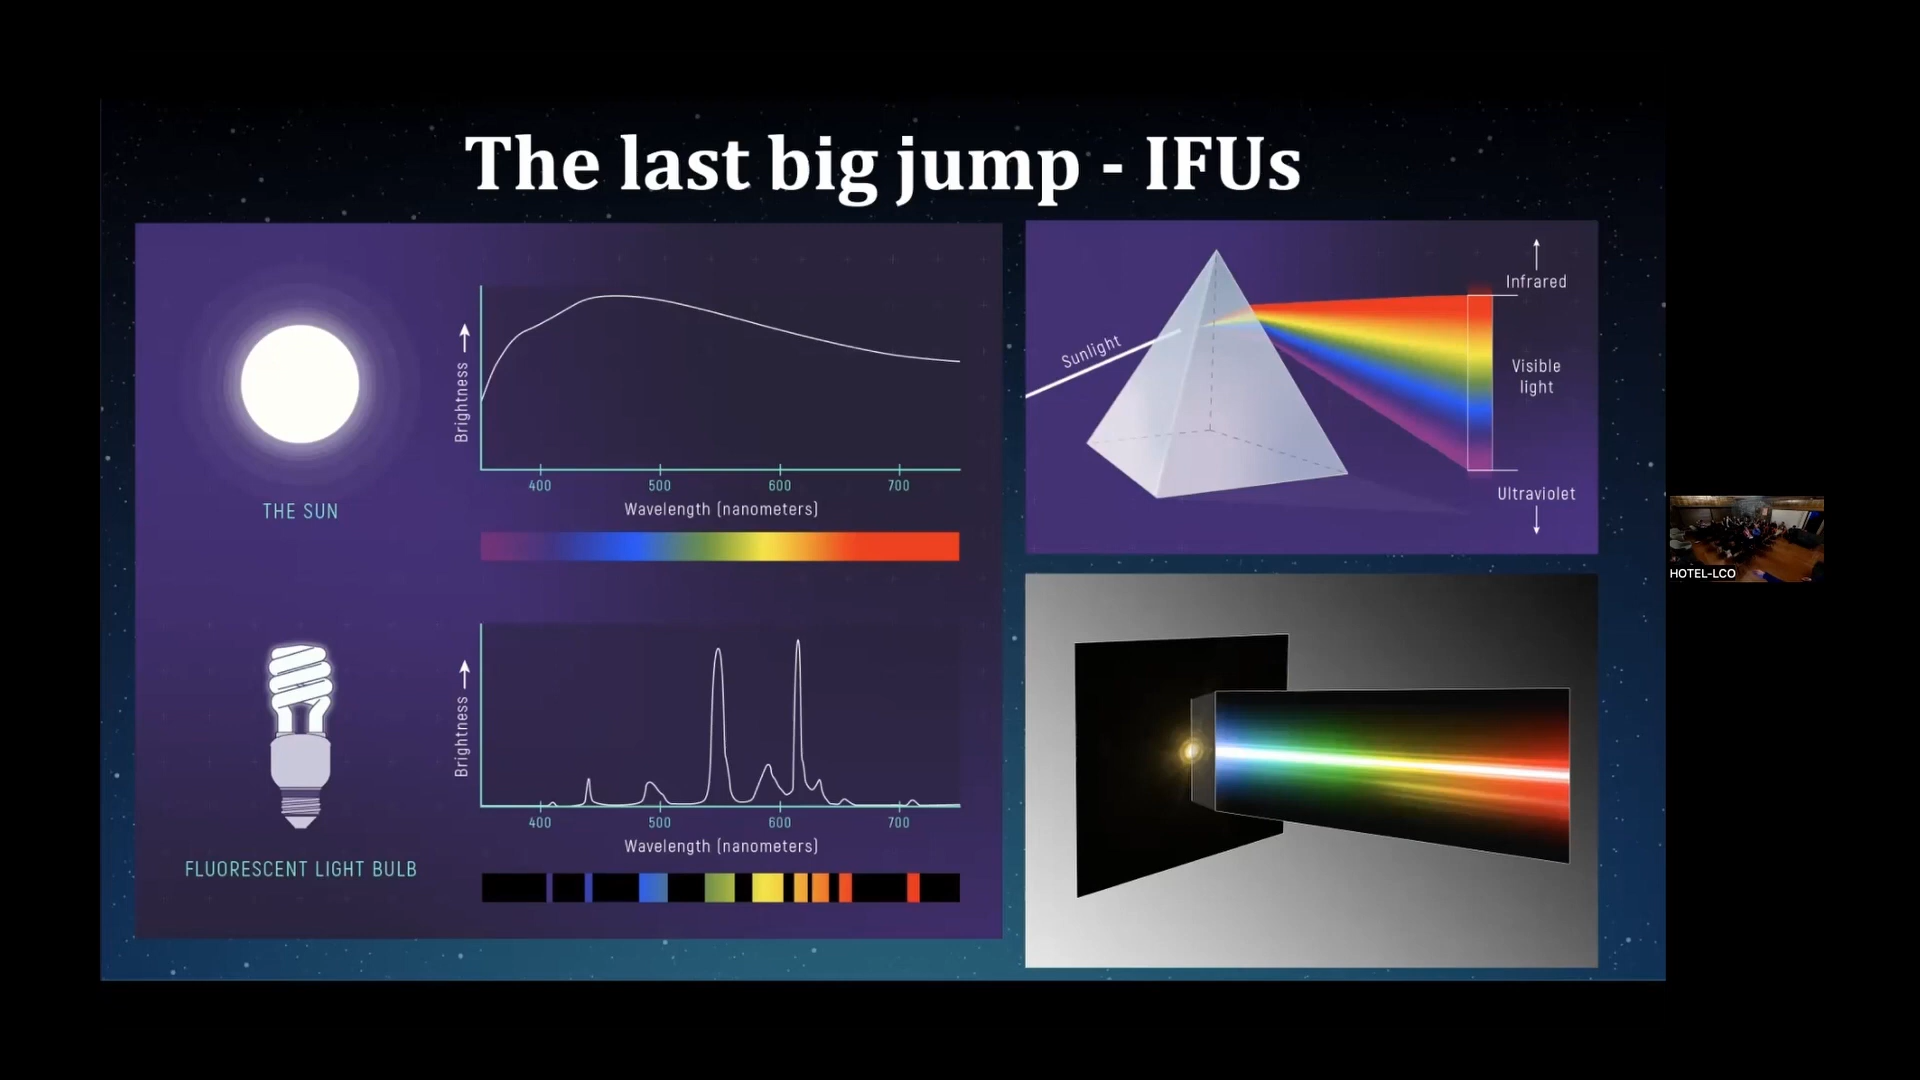 The last big jump - IFUs
Brightness
400 500 600 700
Wavelength (nanometers)
THE SUN
Brightness
400 500 600 700
Wavelength (nanometers)
FLUORESCENT LIGHT BULB
Sunlight
Infrared
Visible
light
Ultraviolet
HOTEL-LCO